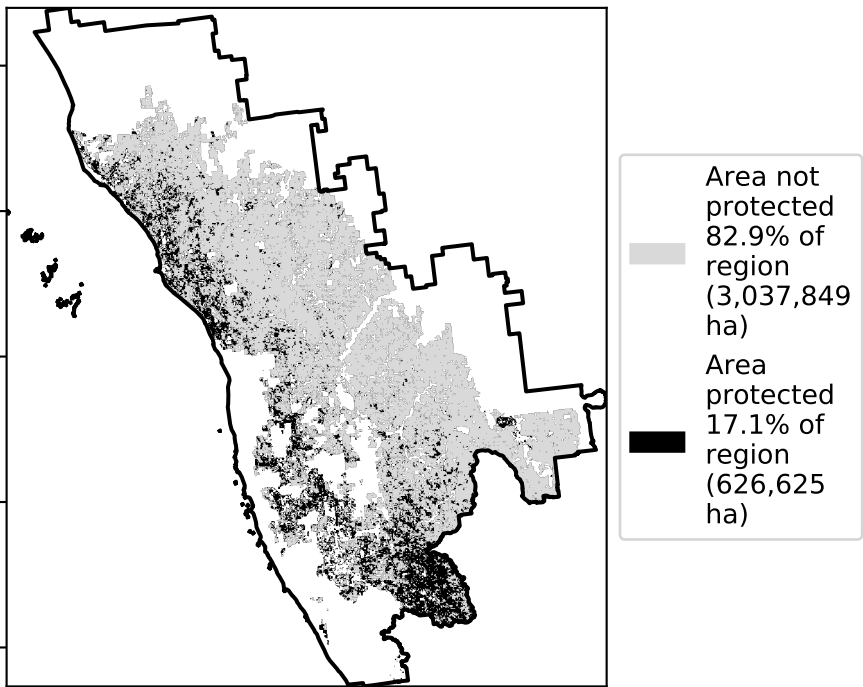 Area not
protected
82.9% of
region
(3,037,849
ha)
Area
protected
17.1% of
region
(626,625
ha)